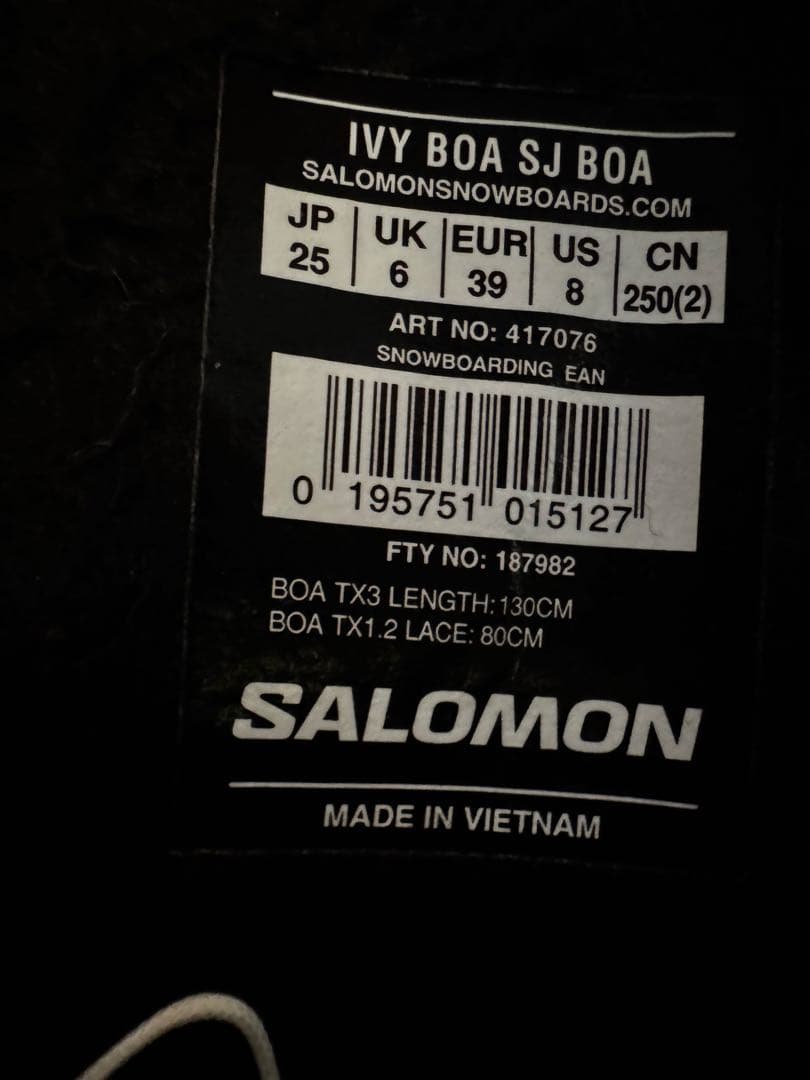 IVY BOA SJ BOA
SALOMONSNOWBOARDS.COM
JP UK EUR US CN
25 6 39 8 250(2)
ART NO: 417076
SNOWBOARDING EAN
0 195751 015127
FTY NO: 187982
BOA TX3 LENGTH: 130CM
BOA TX1.2 LACE: 80CM
SALOMON
MADE IN VIETNAM